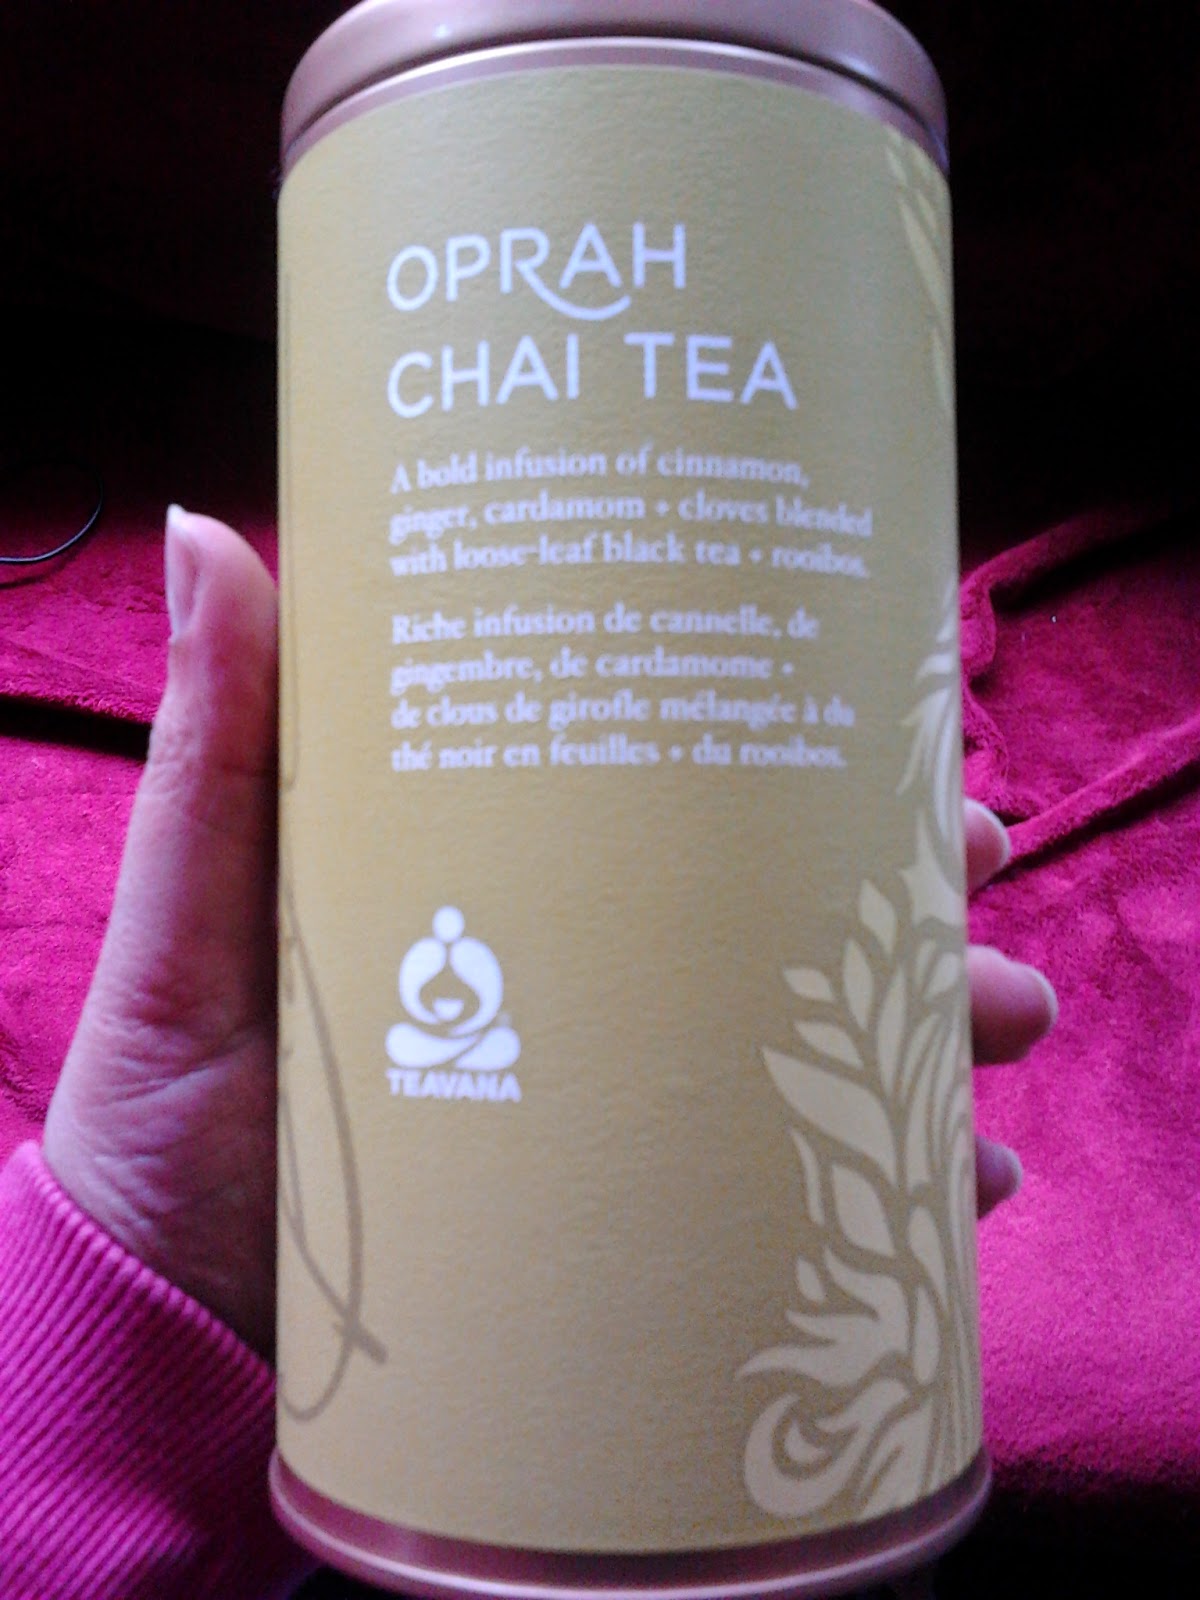 OPRAH
CHAI TEA
A bold infusion of cinnamon,
ginger, cardamom + cloves blended
with loose-leaf black tea + rooibos.
Riche infusion de cannelle, de
gingembre, de cardamome +
de clous de girofle mélangée à du
thé noir en feuilles + du rooibos.
TEAVANA